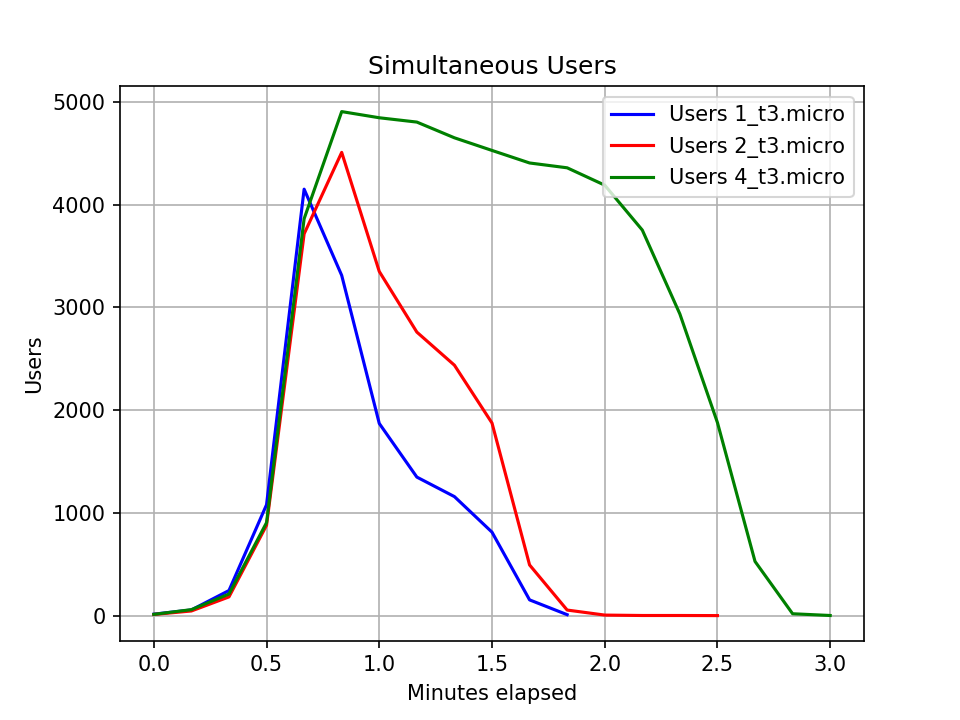 Simultaneous Users
Users 1_t3.micro
Users 2_t3.micro
Users 4_t3.micro
5000
4000
3000
2000
1000
0
Users
0.0 0.5 1.0 1.5 2.0 2.5 3.0
Minutes elapsed